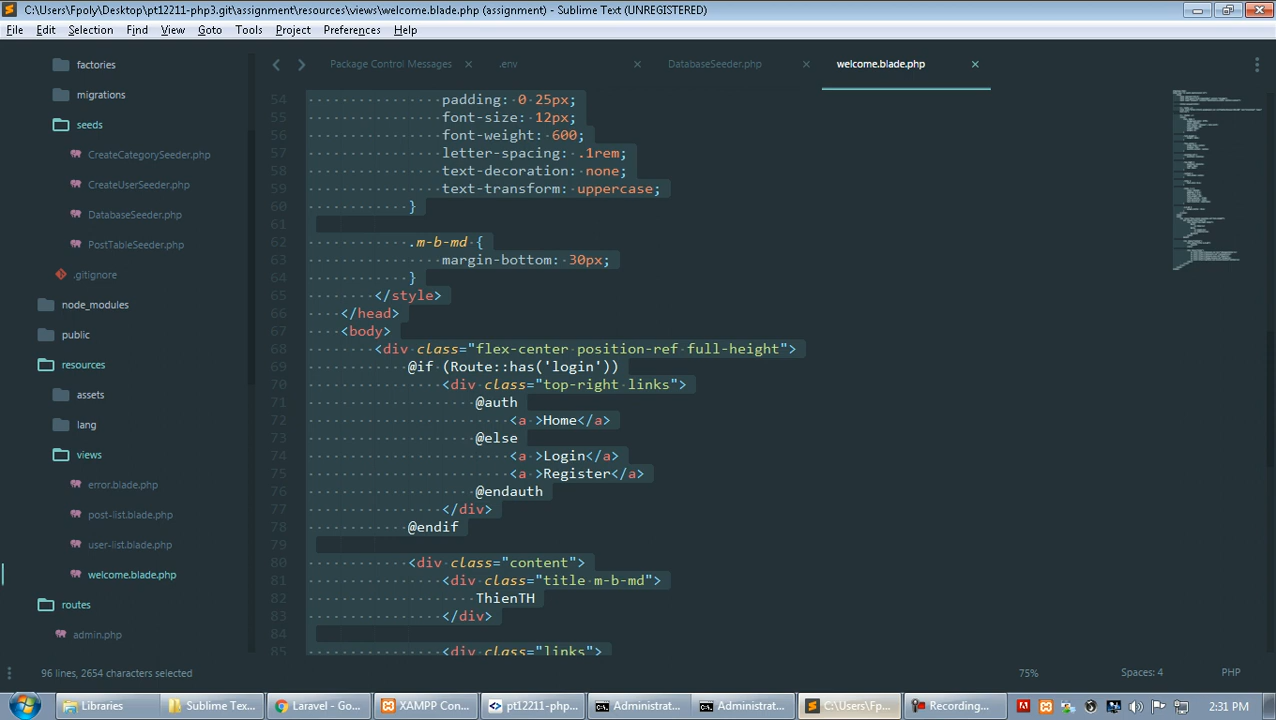 C:\Users\Fpoly\Desktop\pt12211-php3.git\assignment\resources\views\welcome.blade.php (assignment) - Sublime Text (UNREGISTERED)
File Edit Selection Find View Goto Tools Project Preferences Help
factories
migrations
seeds
CreateCategorySeeder.php
CreateUserSeeder.php
DatabaseSeeder.php
PostTableSeeder.php
.gitignore
node_modules
public
resources
assets
lang
views
error.blade.php
post-list.blade.php
user-list.blade.php
welcome.blade.php
routes
admin.php
Package Control Messages .env DatabaseSeeder.php welcome.blade.php
54 padding: 0 25px;
55 font-size: 12px;
56 font-weight: 600;
57 letter-spacing: .1rem;
58 text-decoration: none;
59 text-transform: uppercase;
60 }
61
62 .m-b-md {
63 margin-bottom: 30px;
64 }
65 </style>
66 </head>
67 <body>
68 <div class="flex-center position-ref full-height">
69 @if (Route::has('login'))
70 <div class="top-right links">
71 @auth
72 <a >Home</a>
73 @else
74 <a >Login</a>
75 <a >Register</a>
76 @endauth
77 </div>
78 @endif
79
80 <div class="content">
81 <div class="title m-b-md">
82 ThienTH
83 </div>
84
85 <div class="links">
96 lines, 2654 characters selected 75% Spaces: 4 PHP
Libraries Sublime Tex... Laravel - Go... XAMPP Con... pt12211-php... Administrat... Administrat... C:\Users\Fp... Recording... 2:31 PM